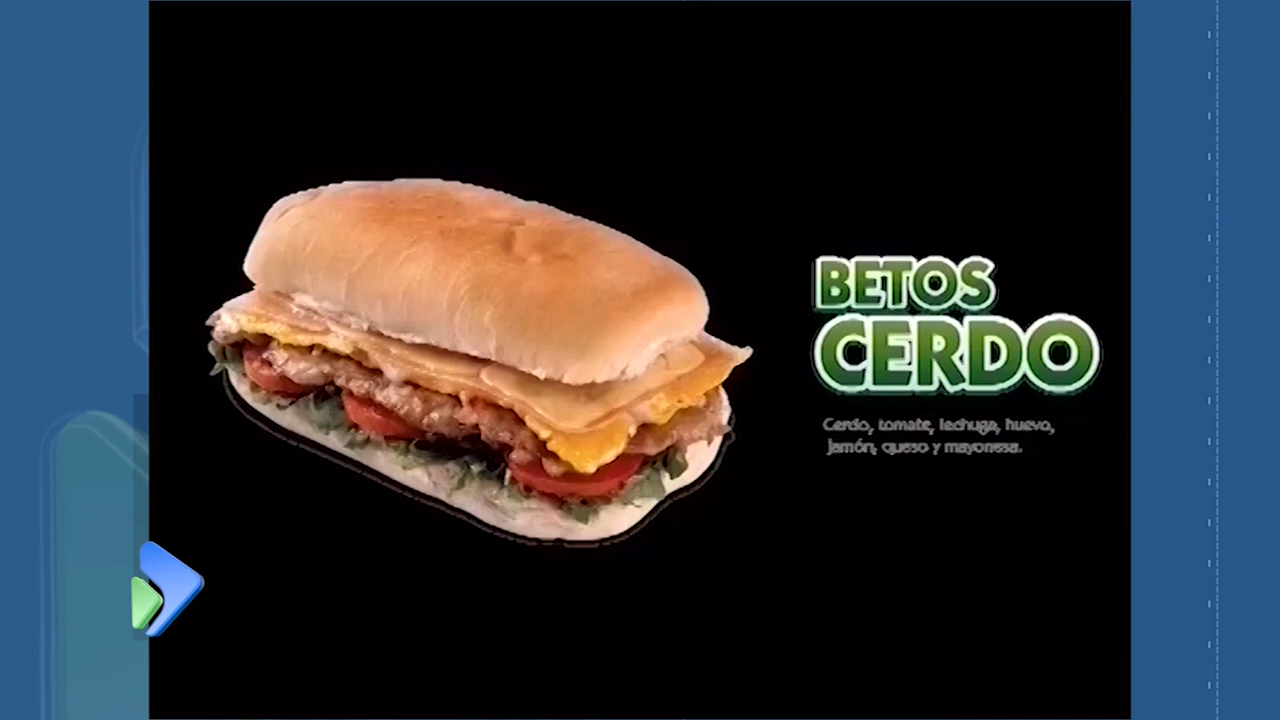 BETOS
CERDO
Cerdo, tomate, lechuga, huevo,
jamón, queso y mayonesa.